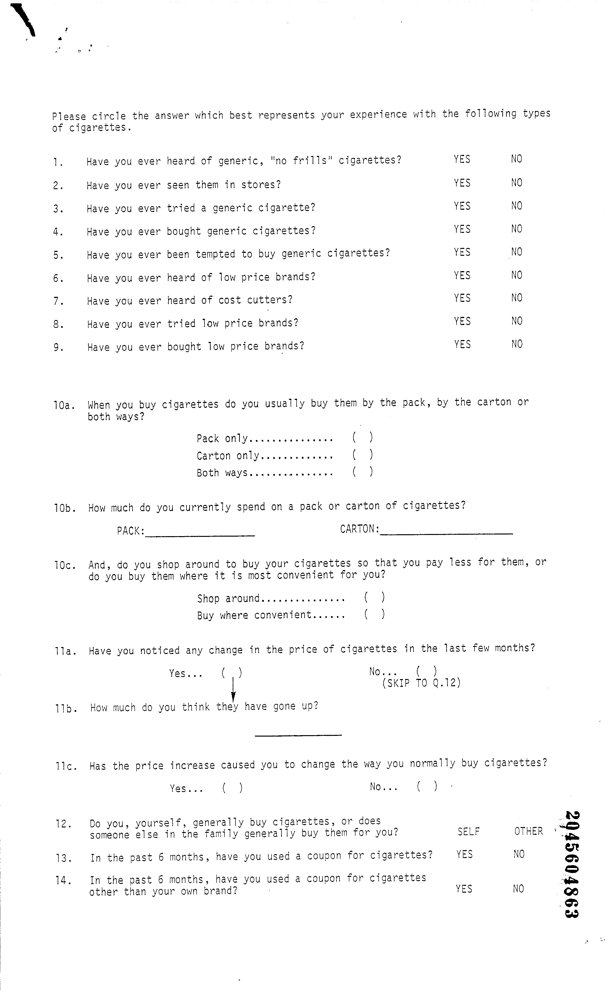 Please circle the answer which best represents your experience with the following types
of cigarettes.
1. Have you ever heard of generic, "no frills" cigarettes? YES NO
2. Have you ever seen them in stores? YES NO
3. Have you ever tried a generic cigarette? YES NO
4. Have you ever bought generic cigarettes? YES NO
5. Have you ever been tempted to buy generic cigarettes? YES NO
6. Have you ever heard of low price brands? YES NO
7. Have you ever heard of cost cutters? YES NO
8. Have you ever tried low price brands? YES NO
9. Have you ever bought low price brands? YES NO
10a. When you buy cigarettes do you usually buy them by the pack, by the carton or
both ways?
Pack only............... ( )
Carton only............. ( )
Both ways............... ( )
10b. How much do you currently spend on a pack or carton of cigarettes?
PACK:__________________ CARTON:______________________
10c. And, do you shop around to buy your cigarettes so that you pay less for them, or
do you buy them where it is most convenient for you?
Shop around............... ( )
Buy where convenient...... ( )
11a. Have you noticed any change in the price of cigarettes in the last few months?
Yes... ( ) No... ( )
(SKIP TO Q.12)
11b. How much do you think they have gone up?
______________
11c. Has the price increase caused you to change the way you normally buy cigarettes?
Yes... ( ) No... ( )
12. Do you, yourself, generally buy cigarettes, or does
someone else in the family generally buy them for you? SELF OTHER
13. In the past 6 months, have you used a coupon for cigarettes? YES NO
14. In the past 6 months, have you used a coupon for cigarettes
other than your own brand? YES NO
2045604863